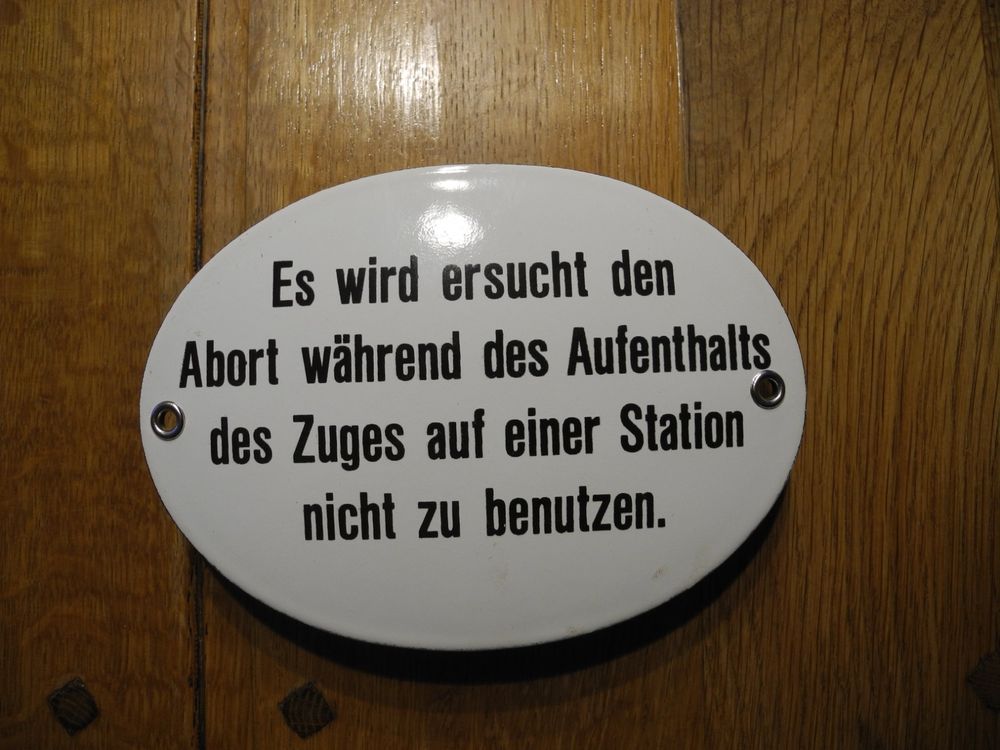 Es wird ersucht den
Abort während des Aufenthalts
des Zuges auf einer Station
nicht zu benutzen.